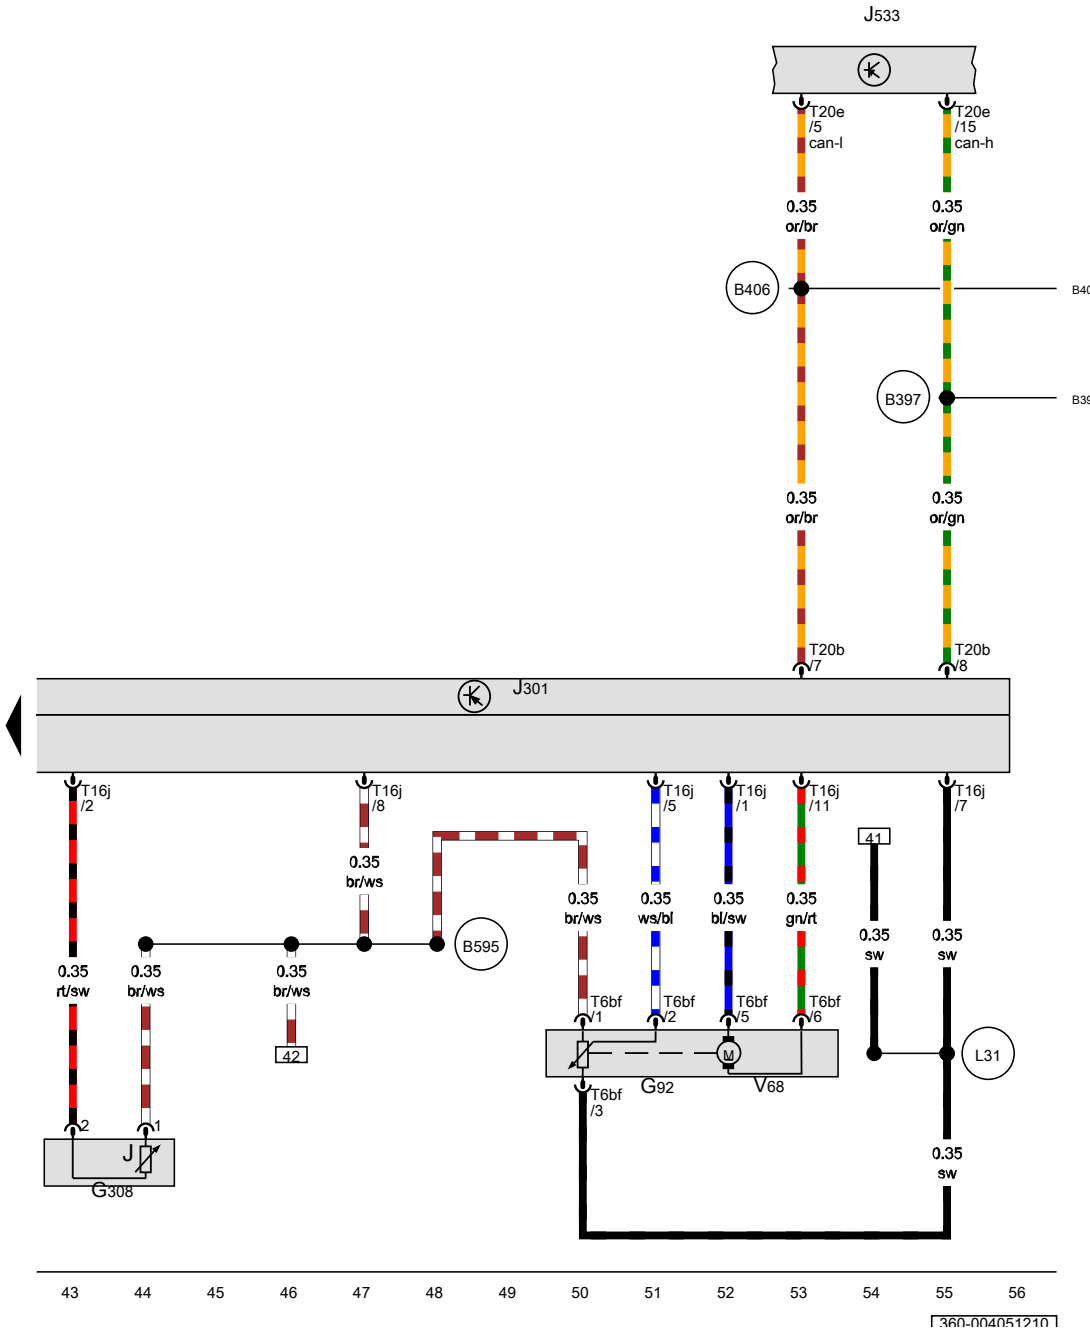 J533
T20e
/5
can-l
T20e
/15
can-h
0.35
or/br
0.35
or/gn
B406
B40
B397
B39
0.35
or/br
0.35
or/gn
T20b
/7
T20b
/8
J301
T16j
/2
T16j
/8
T16j
/5
T16j
/1
T16j
/11
T16j
/7
41
0.35
br/ws
0.35
br/ws
0.35
ws/bl
0.35
bl/sw
0.35
gn/rt
0.35
sw
0.35
sw
B595
0.35
rt/sw
0.35
br/ws
0.35
br/ws
42
T6bf
/1
T6bf
/2
T6bf
/5
T6bf
/6
M
L31
G92
V68
T6bf
/3
2
1
J
G308
0.35
sw
43 44 45 46 47 48 49 50 51 52 53 54 55 56
360-004051210